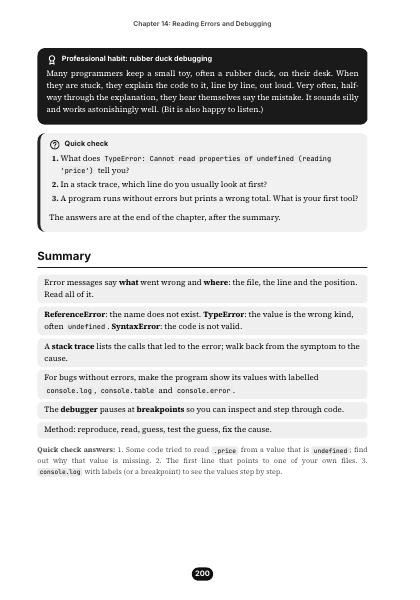 Chapter 14: Reading Errors and Debugging
Professional habit: rubber duck debugging
Many programmers keep a small toy, often a rubber duck, on their desk. When
they are stuck, they explain the code to it, line by line, out loud. Very often, half-
way through the explanation, they hear themselves say the mistake. It sounds silly
and works astonishingly well. (Bit is also happy to listen.)
Quick check
1. What does TypeError: Cannot read properties of undefined (reading
'price') tell you?
2. In a stack trace, which line do you usually look at first?
3. A program runs without errors but prints a wrong total. What is your first tool?
The answers are at the end of the chapter, after the summary.
Summary
Error messages say what went wrong and where: the file, the line and the position.
Read all of it.
ReferenceError: the name does not exist. TypeError: the value is the wrong kind,
often undefined. SyntaxError: the code is not valid.
A stack trace lists the calls that led to the error; walk back from the symptom to the
cause.
For bugs without errors, make the program show its values with labelled
console.log, console.table and console.error.
The debugger pauses at breakpoints so you can inspect and step through code.
Method: reproduce, read, guess, test the guess, fix the cause.
Quick check answers: 1. Some code tried to read .price from a value that is undefined; find
out why that value is missing. 2. The first line that points to one of your own files. 3.
console.log with labels (or a breakpoint) to see the values step by step.
200